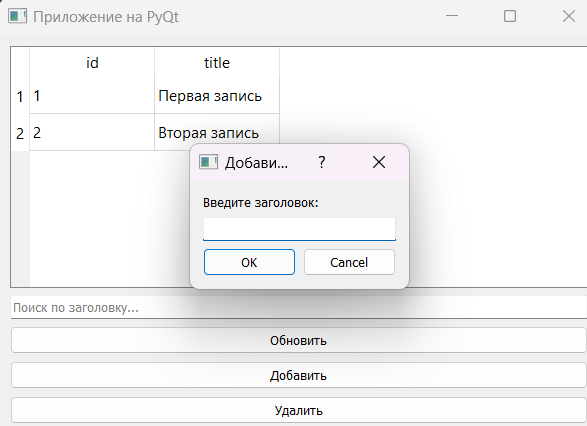 Приложение на PyQt
id title
1 1 Первая запись
2 2 Вторая запись
Добави... ?
Введите заголовок:
OK Cancel
Поиск по заголовку...
Обновить
Добавить
Удалить